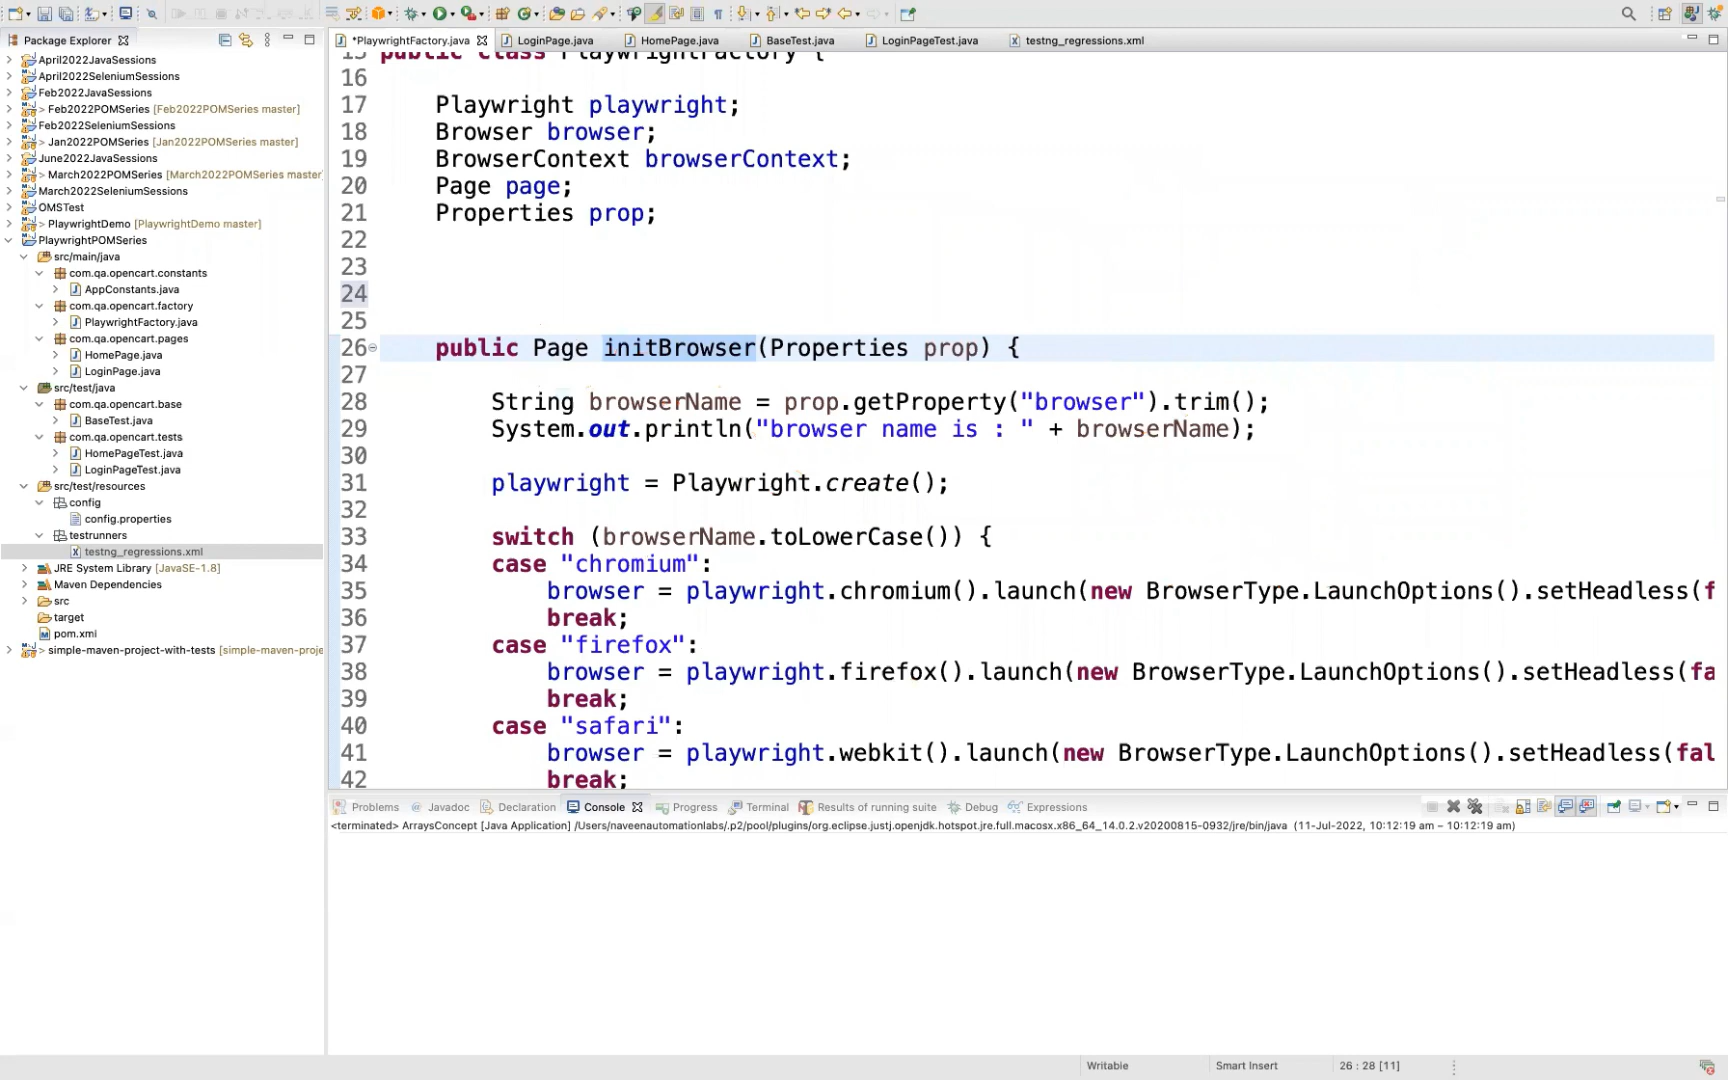 Package Explorer
April2022JavaSessions
April2022SeleniumSessions
Feb2022JavaSessions
> Feb2022POMSeries [Feb2022POMSeries master]
Feb2022SeleniumSessions
> Jan2022POMSeries [Jan2022POMSeries master]
June2022JavaSessions
> March2022POMSeries [March2022POMSeries master
March2022SeleniumSessions
OMSTest
> PlaywrightDemo [PlaywrightDemo master]
PlaywrightPOMSeries
src/main/java
com.qa.opencart.constants
AppConstants.java
com.qa.opencart.factory
PlaywrightFactory.java
com.qa.opencart.pages
HomePage.java
LoginPage.java
src/test/java
com.qa.opencart.base
BaseTest.java
com.qa.opencart.tests
HomePageTest.java
LoginPageTest.java
src/test/resources
config
config.properties
testrunners
testng_regressions.xml
JRE System Library [JavaSE-1.8]
Maven Dependencies
src
target
pom.xml
> simple-maven-project-with-tests [simple-maven-proje
*PlaywrightFactory.java LoginPage.java HomePage.java BaseTest.java LoginPageTest.java testng_regressions.xml
15 public class PlaywrightFactory {
16
17 Playwright playwright;
18 Browser browser;
19 BrowserContext browserContext;
20 Page page;
21 Properties prop;
22
23
24
25
26 public Page initBrowser(Properties prop) {
27
28 String browserName = prop.getProperty("browser").trim();
29 System.out.println("browser name is : " + browserName);
30
31 playwright = Playwright.create();
32
33 switch (browserName.toLowerCase()) {
34 case "chromium":
35 browser = playwright.chromium().launch(new BrowserType.LaunchOptions().setHeadless(f
36 break;
37 case "firefox":
38 browser = playwright.firefox().launch(new BrowserType.LaunchOptions().setHeadless(fa
39 break;
40 case "safari":
41 browser = playwright.webkit().launch(new BrowserType.LaunchOptions().setHeadless(fal
42 break;
Problems @ Javadoc Declaration Console Progress Terminal Results of running suite Debug Expressions
<terminated> ArraysConcept [Java Application] /Users/naveenautomationlabs/.p2/pool/plugins/org.eclipse.justj.openjdk.hotspot.jre.full.macosx.x86_64_14.0.2.v20200815-0932/jre/bin/java (11-Jul-2022, 10:12:19 am – 10:12:19 am)
Writable Smart Insert 26 : 28 [11]